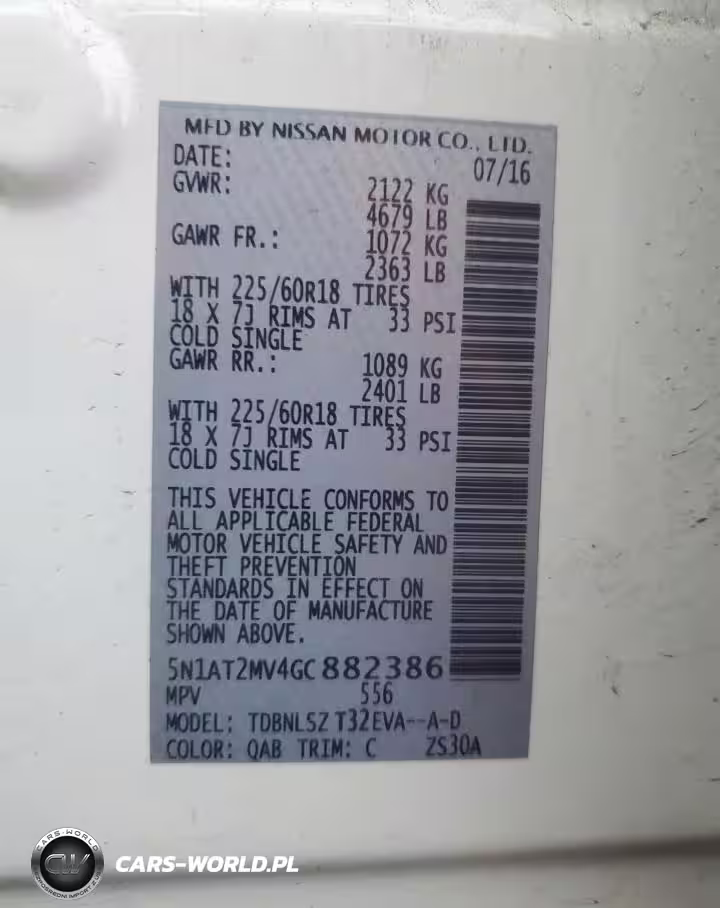 MFD BY NISSAN MOTOR CO., LTD.
DATE: 07/16
GVWR: 2122 KG
4679 LB
GAWR FR.: 1072 KG
2363 LB
WITH 225/60R18 TIRES
18 X 7J RIMS AT 33 PSI
COLD SINGLE
GAWR RR.: 1089 KG
2401 LB
WITH 225/60R18 TIRES
18 X 7J RIMS AT 33 PSI
COLD SINGLE
THIS VEHICLE CONFORMS TO
ALL APPLICABLE FEDERAL
MOTOR VEHICLE SAFETY AND
THEFT PREVENTION
STANDARDS IN EFFECT ON
THE DATE OF MANUFACTURE
SHOWN ABOVE.
5N1AT2MV4GC882386
MPV 556
MODEL: TDBNL5Z T32EVA--A-D
COLOR: QAB TRIM: C ZS30A
CARS-WORLD
CW
CARS-WORLD.PL